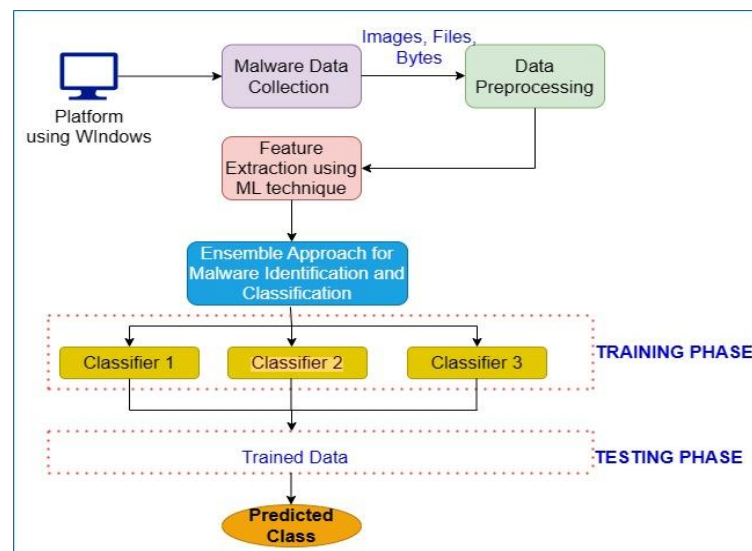 Images, Files,
Bytes
Malware Data
Collection
Data
Preprocessing
Platform
using WIndows
Feature
Extraction using
ML technique
Ensemble Approach for
Malware Identification and
Classification
Classifier 1
Classifier 2
Classifier 3
TRAINING PHASE
Trained Data
TESTING PHASE
Predicted
Class